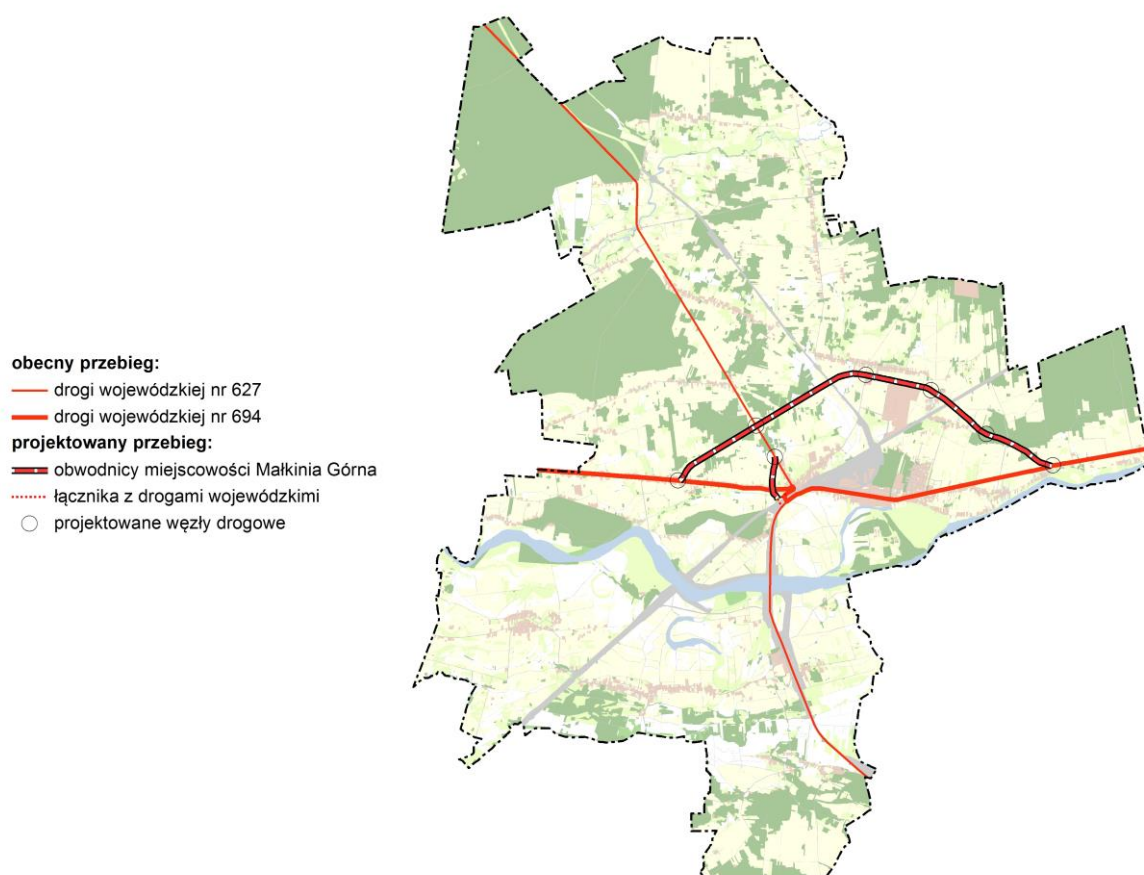 obecny przebieg:
drogi wojewódzkiej nr 627
drogi wojewódzkiej nr 694
projektowany przebieg:
obwodnicy miejscowości Małkinia Górna
łącznika z drogami wojewódzkimi
projektowane węzły drogowe